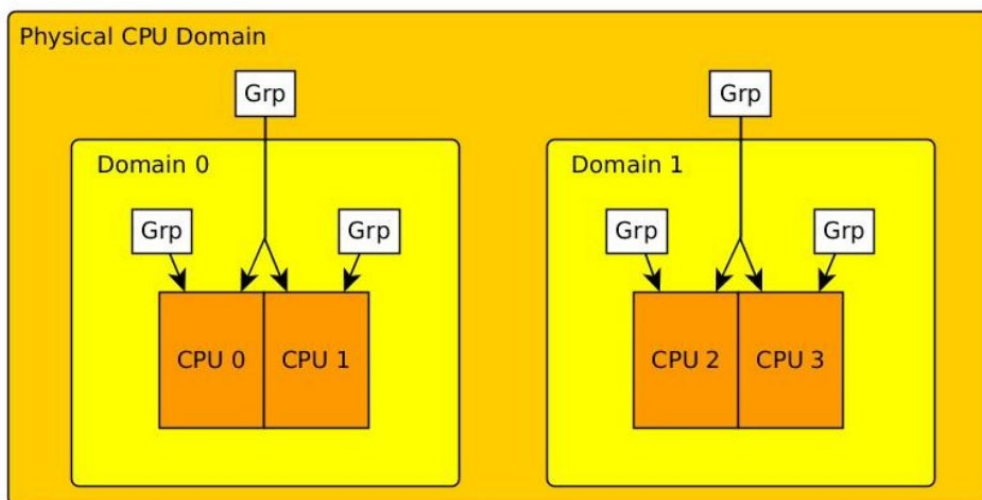 Physical CPU Domain
Grp
Grp
Domain 0
Domain 1
Grp
Grp
Grp
Grp
CPU 0
CPU 1
CPU 2
CPU 3